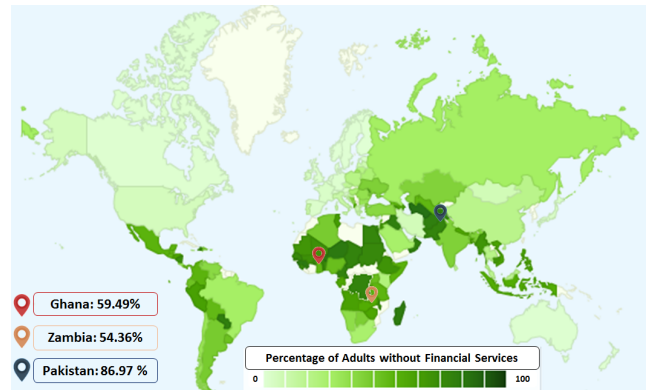 Ghana: 59.49%
Zambia: 54.36%
Pakistan: 86.97 %
Percentage of Adults without Financial Services
0 100